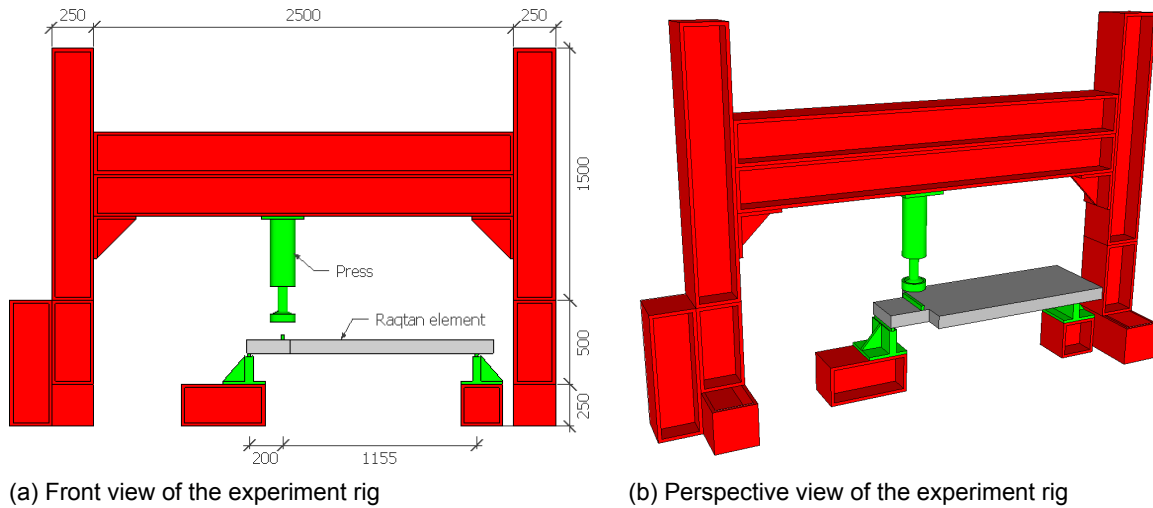 250 2500 250
1500
Press
Raqtan element
500
250
200 1155
(a) Front view of the experiment rig
(b) Perspective view of the experiment rig